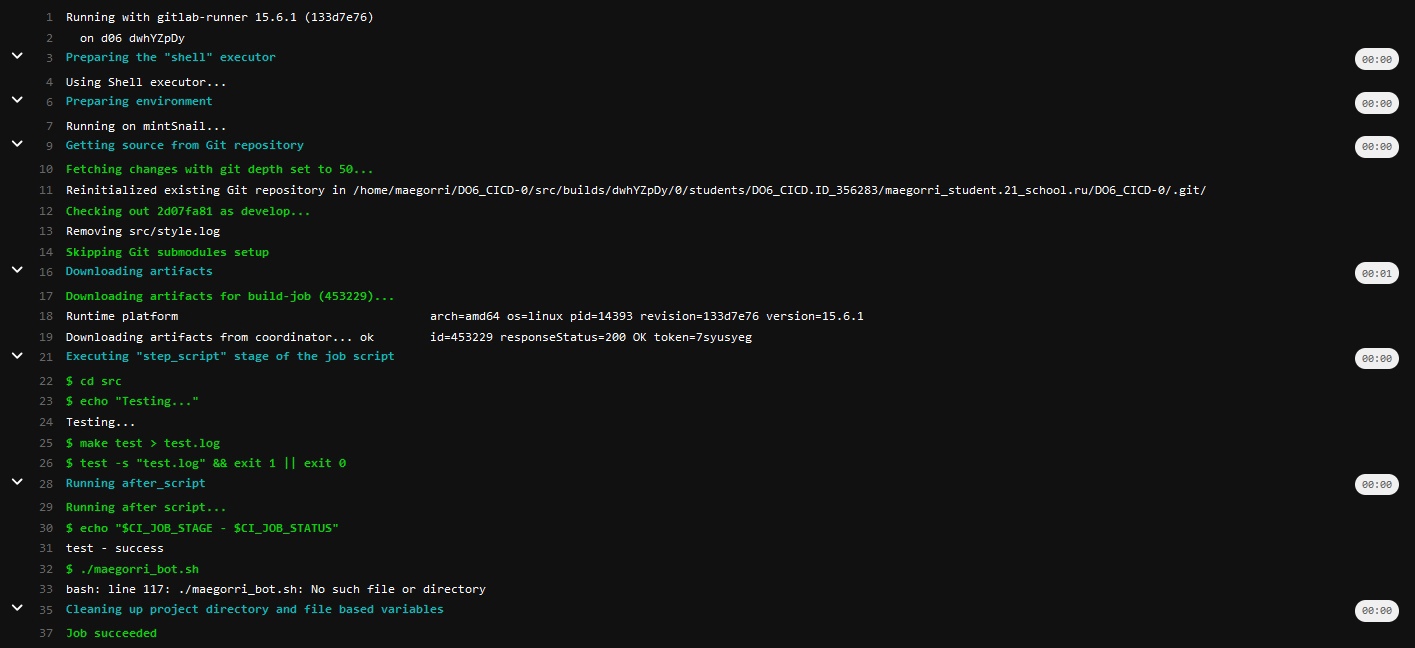 1 Running with gitlab-runner 15.6.1 (133d7e76)
2 on d06 dwhYZpDy
3 Preparing the "shell" executor 00:00
4 Using Shell executor...
6 Preparing environment 00:00
7 Running on mintSnail...
9 Getting source from Git repository 00:00
10 Fetching changes with git depth set to 50...
11 Reinitialized existing Git repository in /home/maegorri/DO6_CICD-0/src/builds/dwhYZpDy/0/students/DO6_CICD.ID_356283/maegorri_student.21_school.ru/DO6_CICD-0/.git/
12 Checking out 2d07fa81 as develop...
13 Removing src/style.log
14 Skipping Git submodules setup
16 Downloading artifacts 00:01
17 Downloading artifacts for build-job (453229)...
18 Runtime platform arch=amd64 os=linux pid=14393 revision=133d7e76 version=15.6.1
19 Downloading artifacts from coordinator... ok id=453229 responseStatus=200 OK token=7syusyeg
21 Executing "step_script" stage of the job script 00:00
22 $ cd src
23 $ echo "Testing..."
24 Testing...
25 $ make test > test.log
26 $ test -s "test.log" && exit 1 || exit 0
28 Running after_script 00:00
29 Running after script...
30 $ echo "$CI_JOB_STAGE - $CI_JOB_STATUS"
31 test - success
32 $ ./maegorri_bot.sh
33 bash: line 117: ./maegorri_bot.sh: No such file or directory
35 Cleaning up project directory and file based variables 00:00
37 Job succeeded